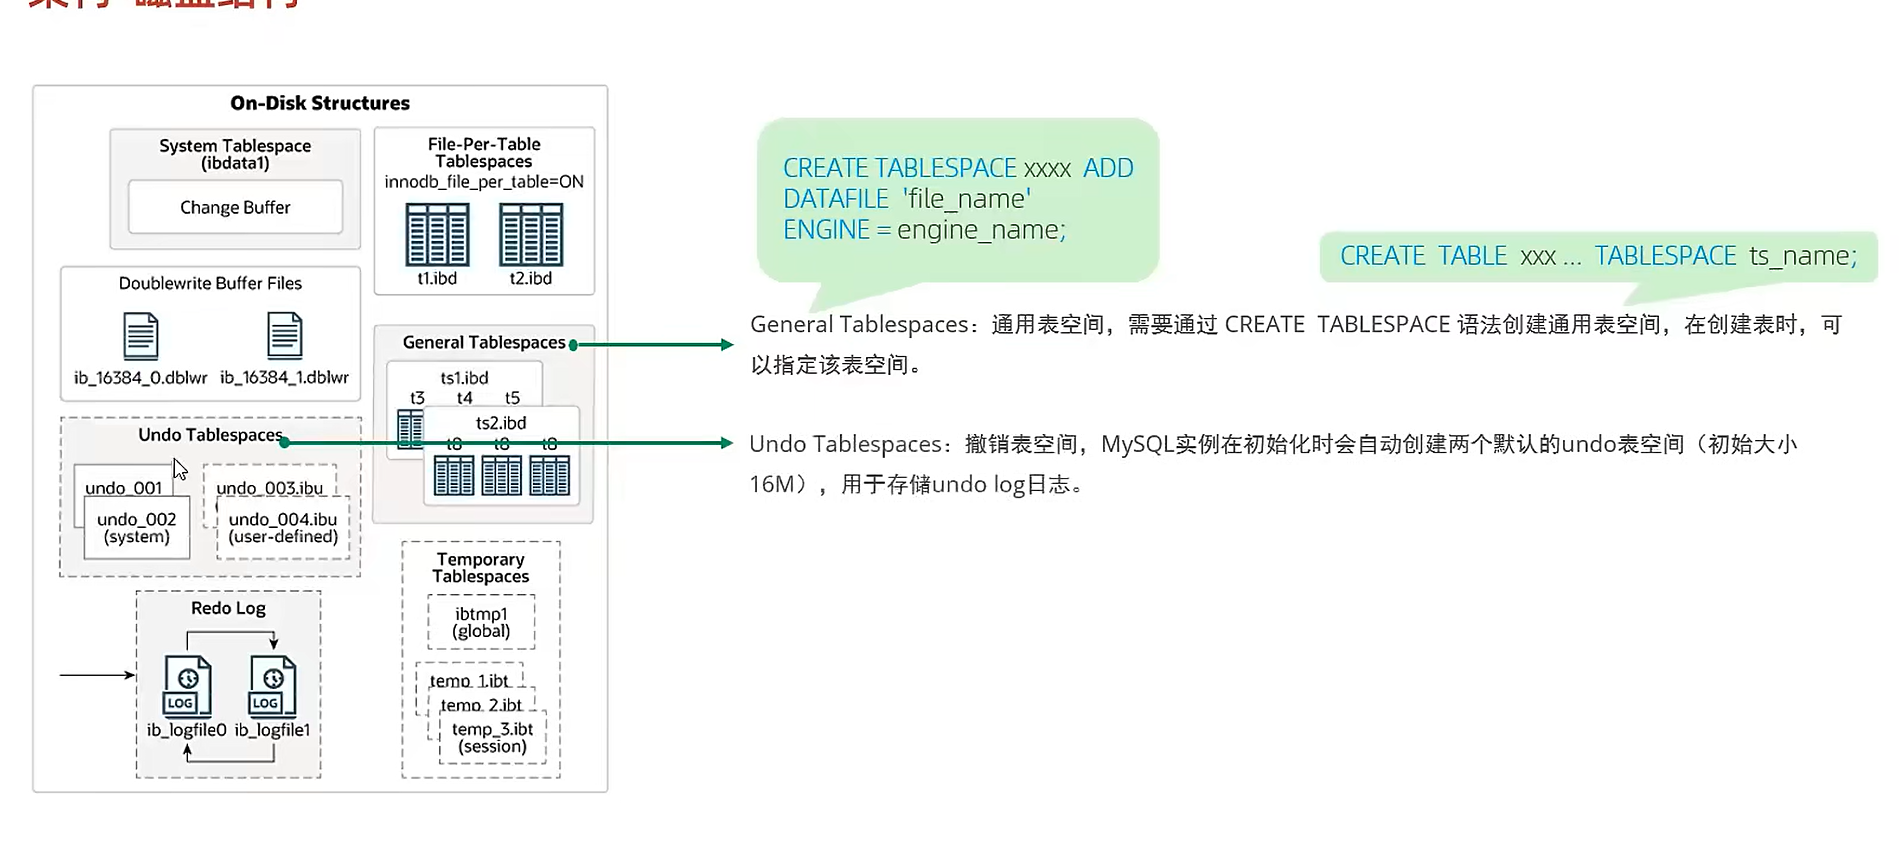 On-Disk Structures
System Tablespace
(ibdata1)
Change Buffer
File-Per-Table
Tablespaces
innodb_file_per_table=ON
t1.ibd t2.ibd
Doublewrite Buffer Files
ib_16384_0.dblwr ib_16384_1.dblwr
General Tablespaces
ts1.ibd
t3 t4 t5
ts2.ibd
t8 t8 t8
Undo Tablespaces
undo_001
undo_002
(system)
undo_003.ibu
undo_004.ibu
(user-defined)
Redo Log
LOG LOG
ib_logfile0 ib_logfile1
Temporary
Tablespaces
ibtmp1
(global)
temp_1.ibt
temp_2.ibt
temp_3.ibt
(session)
CREATE TABLESPACE xxxx ADD
DATAFILE 'file_name'
ENGINE = engine_name;
CREATE TABLE xxx ... TABLESPACE ts_name;
General Tablespaces：通用表空间，需要通过 CREATE TABLESPACE 语法创建通用表空间，在创建表时，可
以指定该表空间。
Undo Tablespaces：撤销表空间，MySQL实例在初始化时会自动创建两个默认的undo表空间（初始大小
16M），用于存储undo log日志。